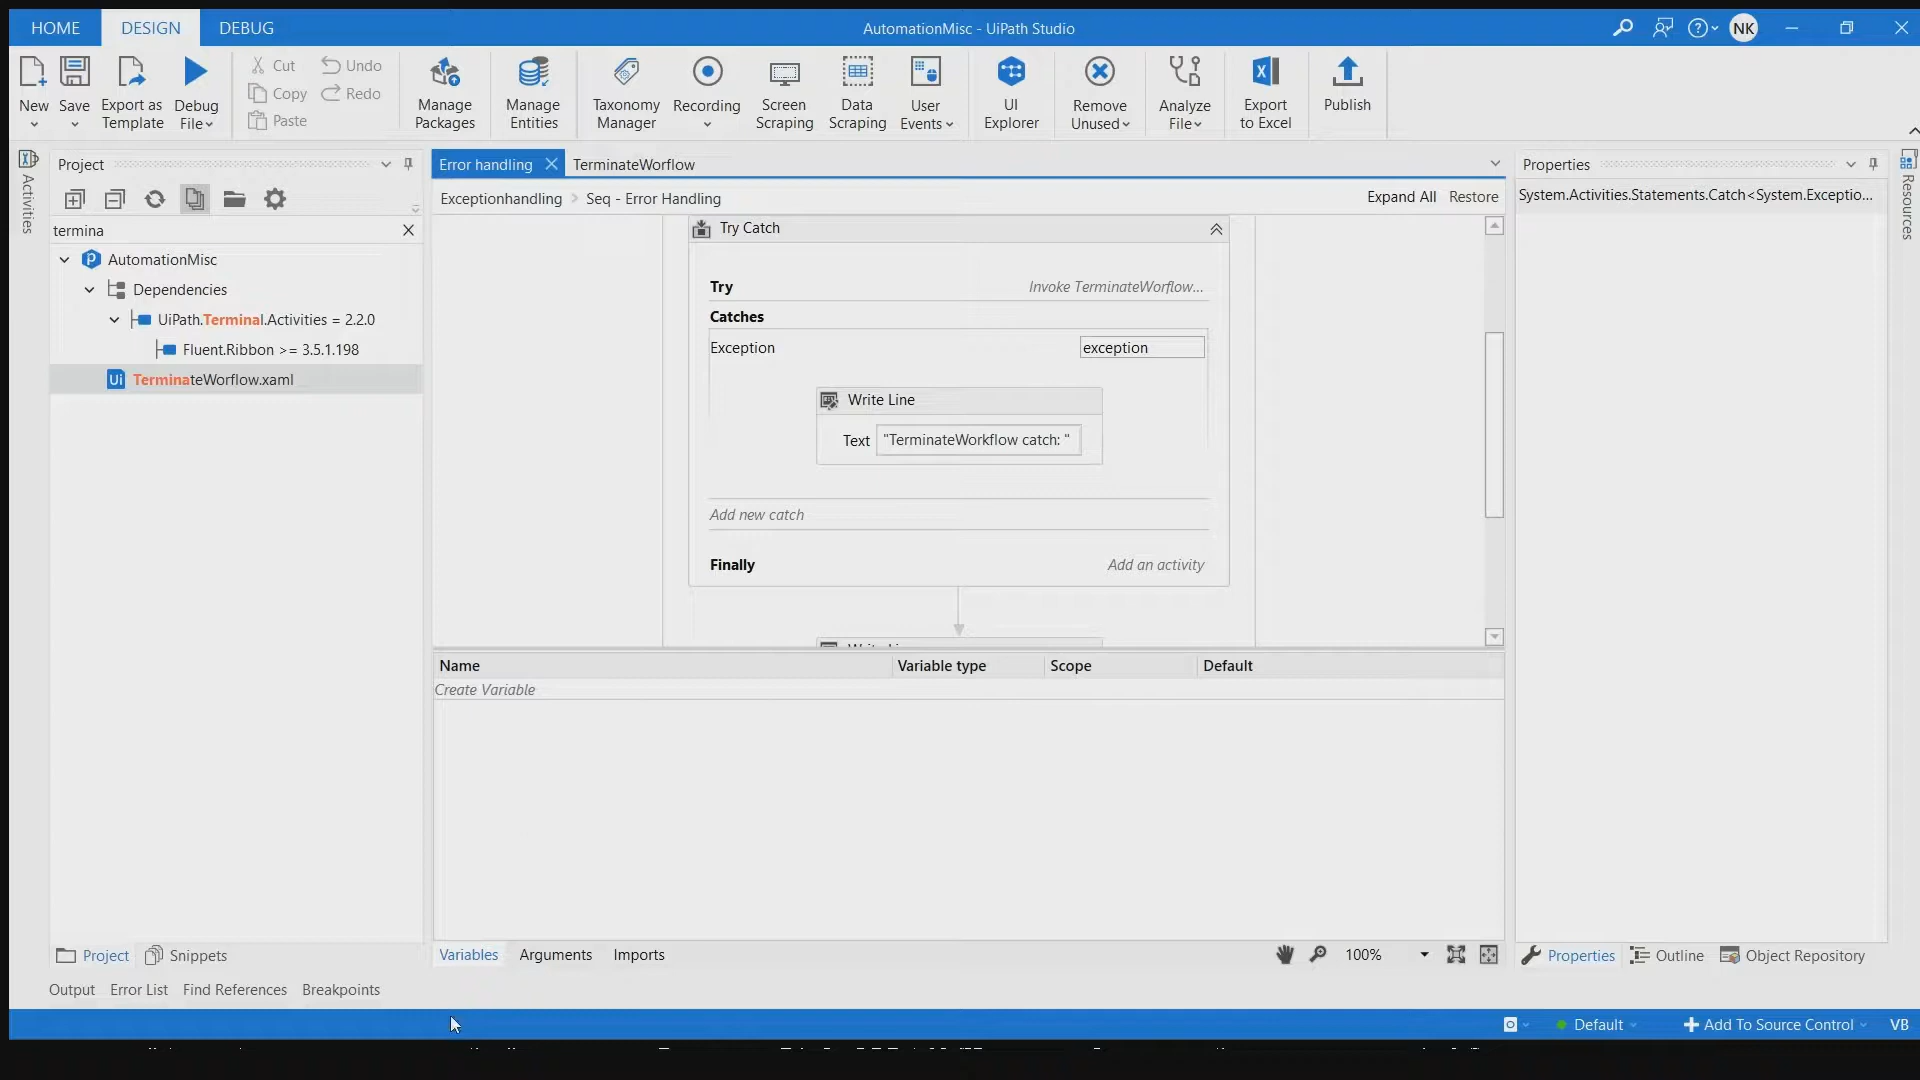 HOME DESIGN DEBUG AutomationMisc - UiPath Studio NK
New Save Export as Template Debug File Cut Copy Paste Undo Redo Manage Packages Manage Entities Taxonomy Manager Recording Screen Scraping Data Scraping User Events UI Explorer Remove Unused Analyze File Export to Excel Publish
Activities
Project
termina
AutomationMisc
Dependencies
UiPath.Terminal.Activities = 2.2.0
Fluent.Ribbon >= 3.5.1.198
TerminateWorflow.xaml
Project Snippets
Error handling TerminateWorflow
Exceptionhandling > Seq - Error Handling Expand All Restore
Try Catch
Try Invoke TerminateWorflow...
Catches
Exception exception
Write Line
Text "TerminateWorkflow catch: "
Add new catch
Finally Add an activity
Name Variable type Scope Default
Create Variable
Variables Arguments Imports 100%
Properties
System.Activities.Statements.Catch<System.Exceptio...
Resources
Properties Outline Object Repository
Output Error List Find References Breakpoints
Default Add To Source Control VB